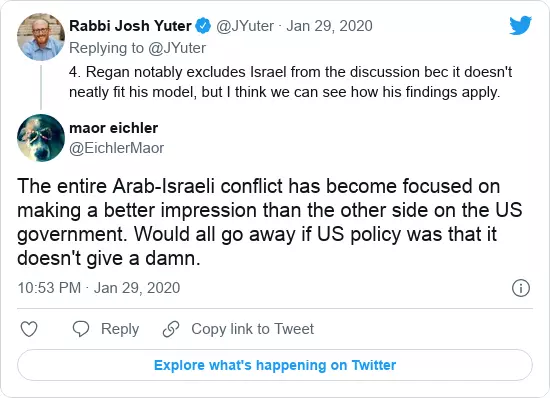 Rabbi Josh Yuter @JYuter · Jan 29, 2020
Replying to @JYuter
4. Regan notably excludes Israel from the discussion bec it doesn't
neatly fit his model, but I think we can see how his findings apply.
maor eichler
@EichlerMaor
The entire Arab-Israeli conflict has become focused on
making a better impression than the other side on the US
government. Would all go away if US policy was that it
doesn't give a damn.
10:53 PM · Jan 29, 2020
Reply Copy link to Tweet
Explore what's happening on Twitter